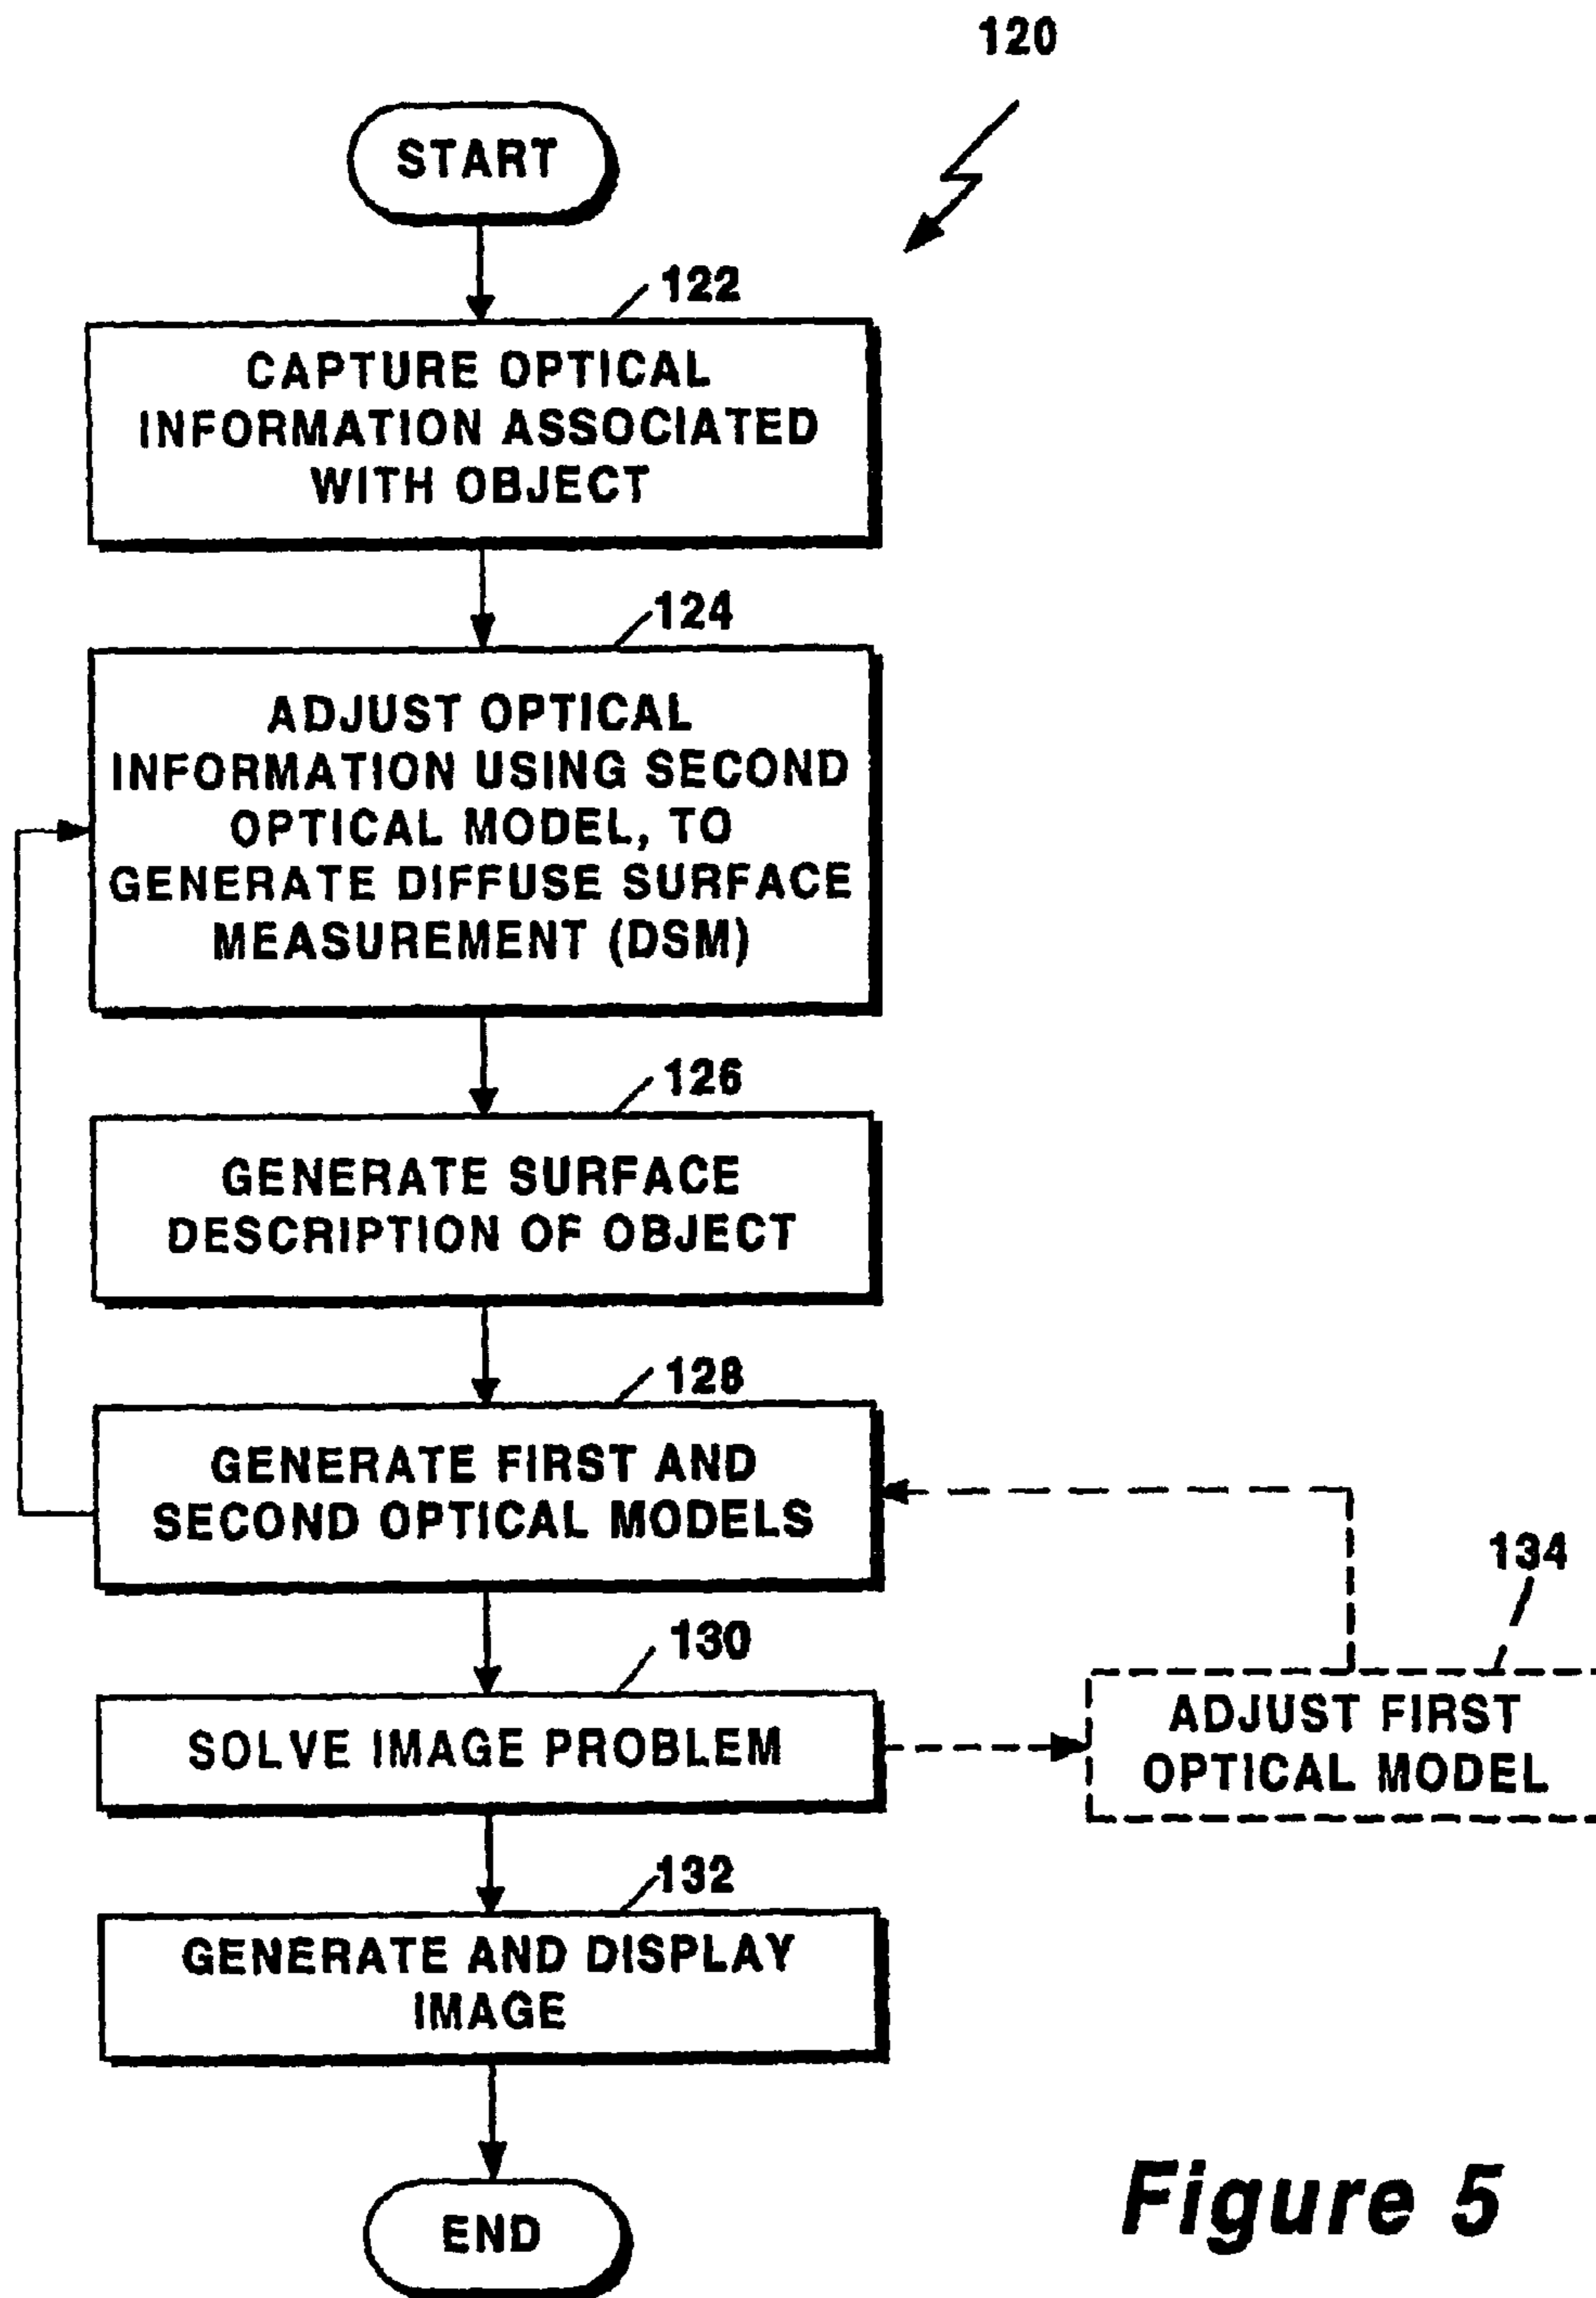 120
START
122
CAPTURE OPTICAL
INFORMATION ASSOCIATED
WITH OBJECT
124
ADJUST OPTICAL
INFORMATION USING SECOND
OPTICAL MODEL, TO
GENERATE DIFFUSE SURFACE
MEASUREMENT (DSM)
126
GENERATE SURFACE
DESCRIPTION OF OBJECT
128
GENERATE FIRST AND
SECOND OPTICAL MODELS
134
130
SOLVE IMAGE PROBLEM
ADJUST FIRST
OPTICAL MODEL
132
GENERATE AND DISPLAY
IMAGE
END
Figure 5